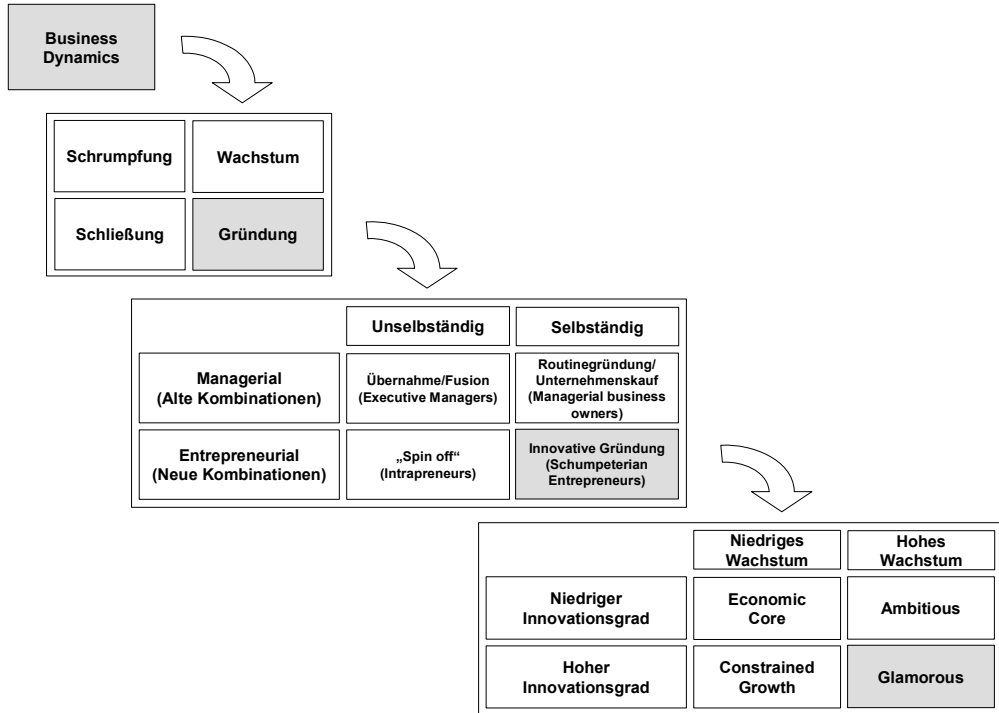 Business
Dynamics
Schrumpfung
Wachstum
Schließung
Gründung
Unselbständig
Selbständig
Managerial
(Alte Kombinationen)
Übernahme/Fusion
(Executive Managers)
Routinegründung/
Unternehmenskauf
(Managerial business
owners)
Entrepreneurial
(Neue Kombinationen)
„Spin off“
(Intrapreneurs)
Innovative Gründung
(Schumpeterian
Entrepreneurs)
Niedriges
Wachstum
Hohes
Wachstum
Niedriger
Innovationsgrad
Economic
Core
Ambitious
Hoher
Innovationsgrad
Constrained
Growth
Glamorous